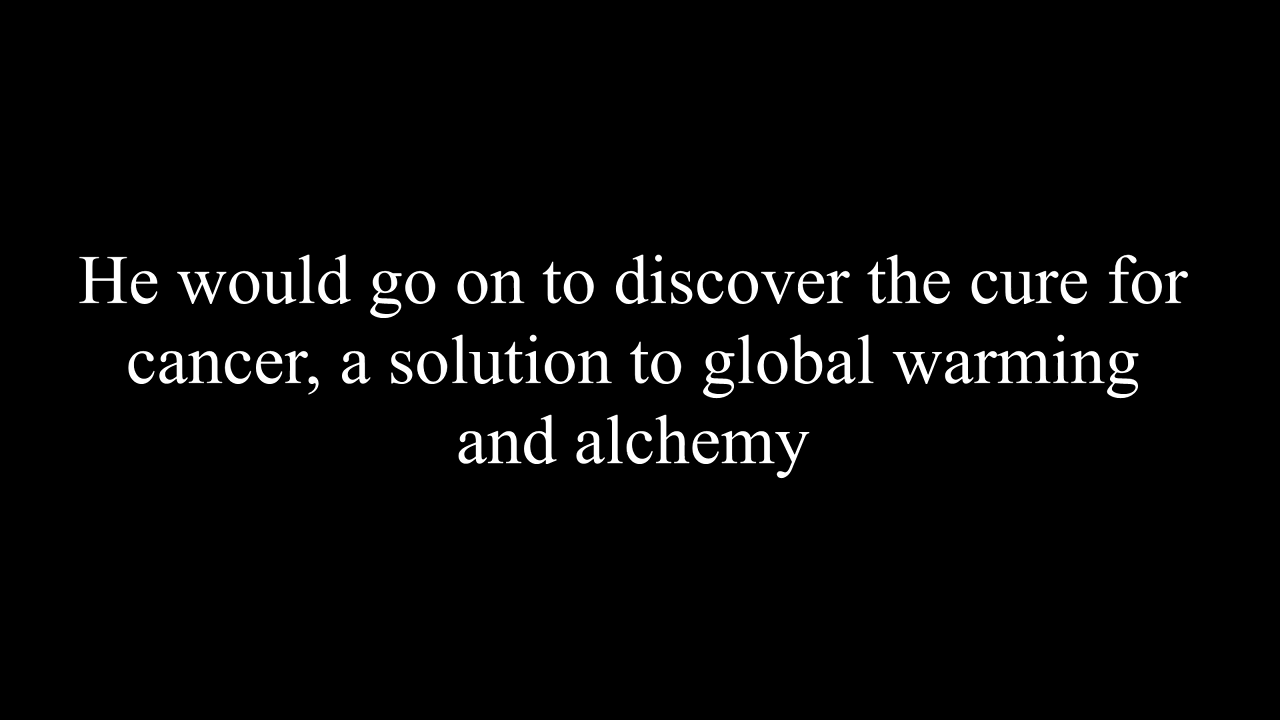 He would go on to discover the cure for
cancer, a solution to global warming
and alchemy